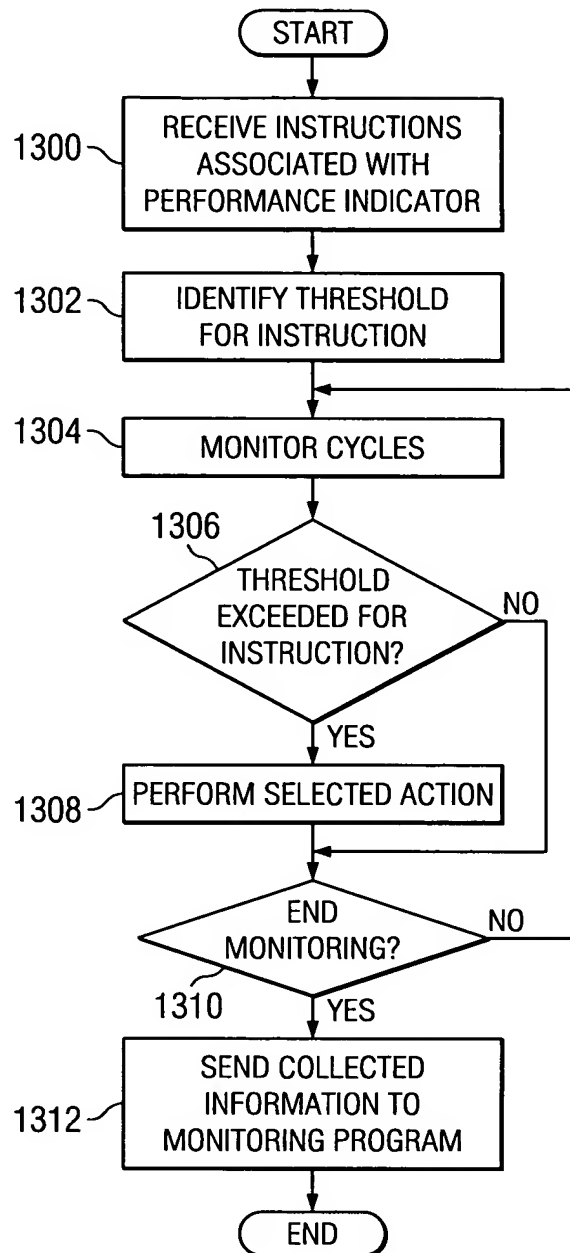 START
1300
RECEIVE INSTRUCTIONS
ASSOCIATED WITH
PERFORMANCE INDICATOR
1302
IDENTIFY THRESHOLD
FOR INSTRUCTION
1304
MONITOR CYCLES
1306
THRESHOLD
EXCEEDED FOR
INSTRUCTION?
NO
YES
1308
PERFORM SELECTED ACTION
END
MONITORING?
NO
1310
YES
1312
SEND COLLECTED
INFORMATION TO
MONITORING PROGRAM
END